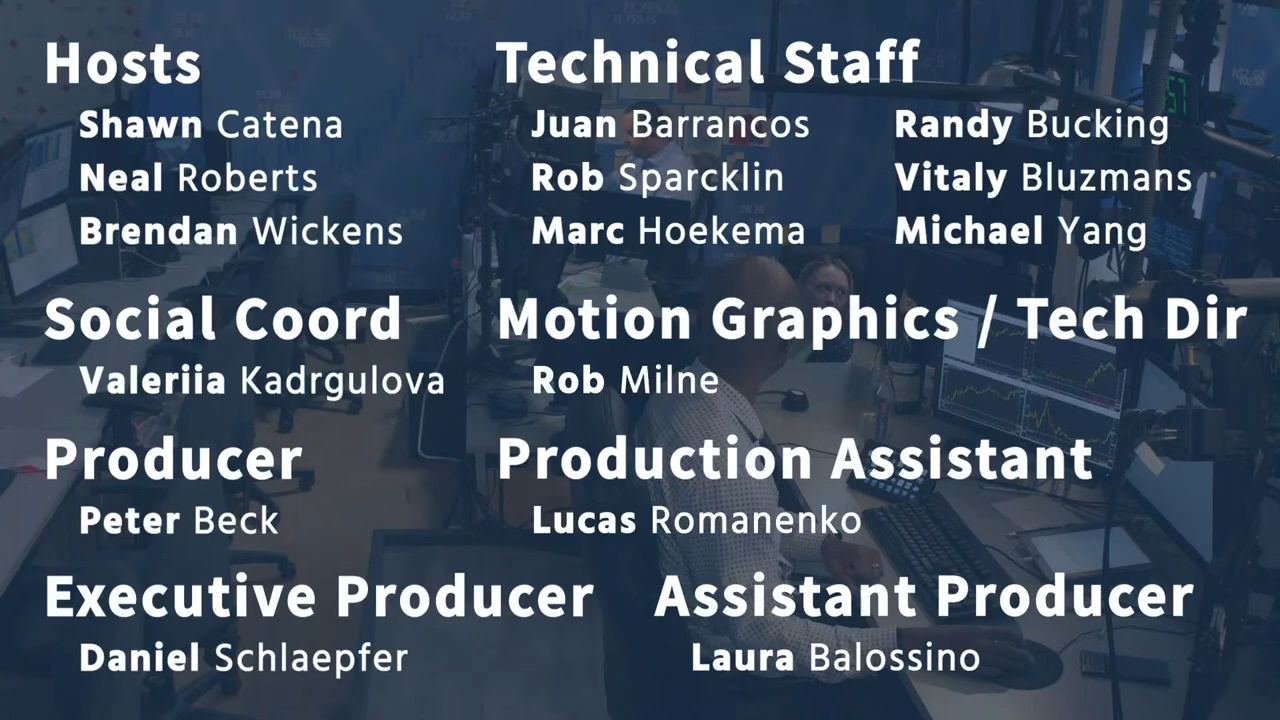 Hosts
Shawn Catena
Neal Roberts
Brendan Wickens
Technical Staff
Juan Barrancos
Rob Sparcklin
Marc Hoekema
Randy Bucking
Vitaly Bluzmans
Michael Yang
Social Coord
Valeriia Kadrgulova
Motion Graphics / Tech Dir
Rob Milne
Producer
Peter Beck
Production Assistant
Lucas Romanenko
Executive Producer
Daniel Schlaepfer
Assistant Producer
Laura Balossino